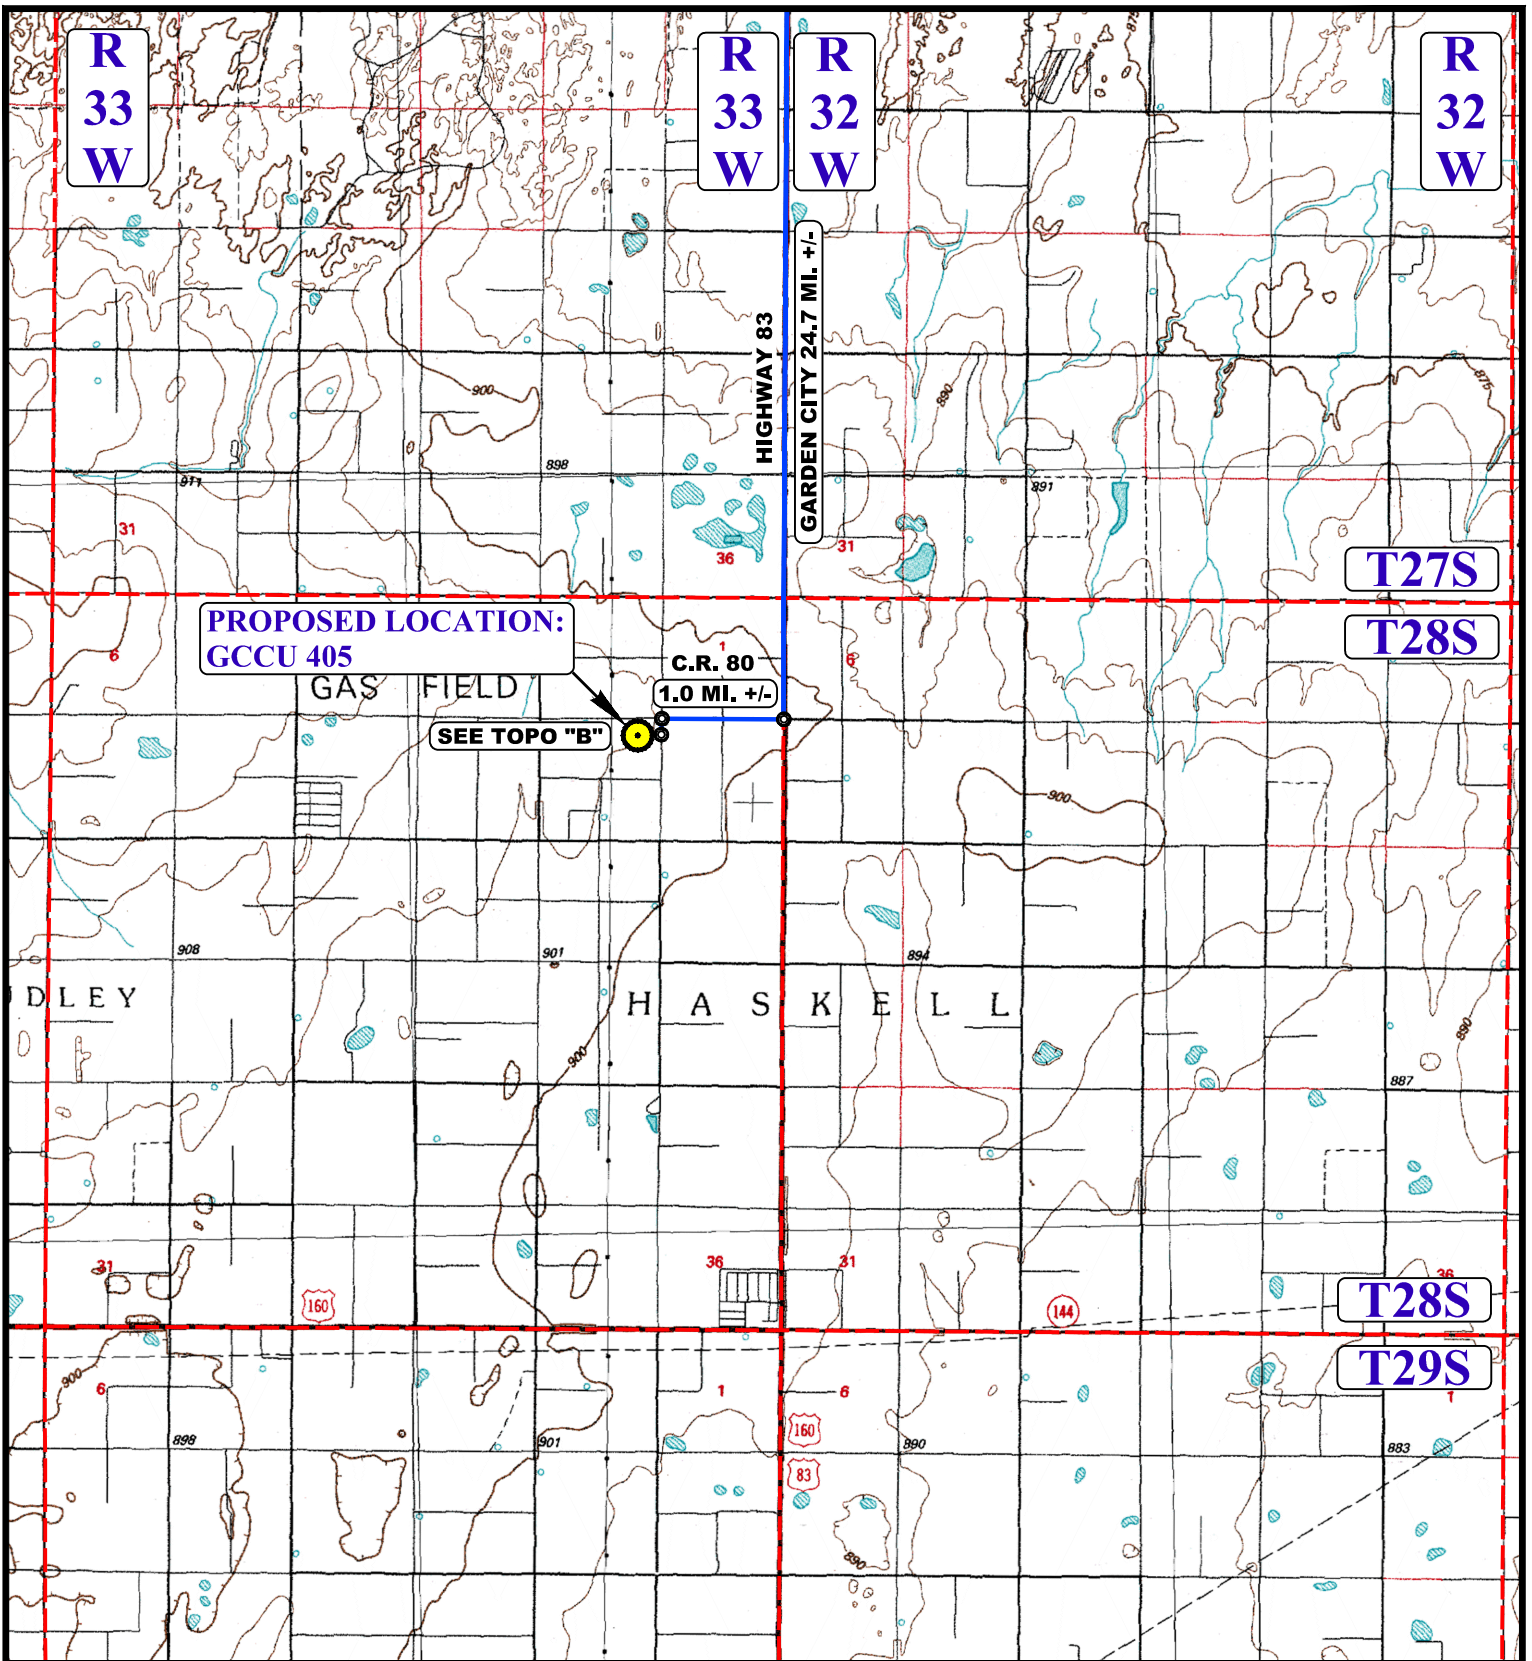 R
33
W
R
33
W
R
32
W
R
32
W
875
HIGHWAY 83
GARDEN CITY 24.7 MI. +/-
900
890
875
898
911
891
31
36
31
T27S
PROPOSED LOCATION:
GCCU 405
T28S
6
1
6
C.R. 80
GAS FIELD
1.0 MI. +/-
SEE TOPO "B"
900
908
901
894
UDLEY
HASKELL
900
890
887
31
36
31
36
160
144
T28S
T29S
900
6
1
6
1
160
898
901
890
883
83
890